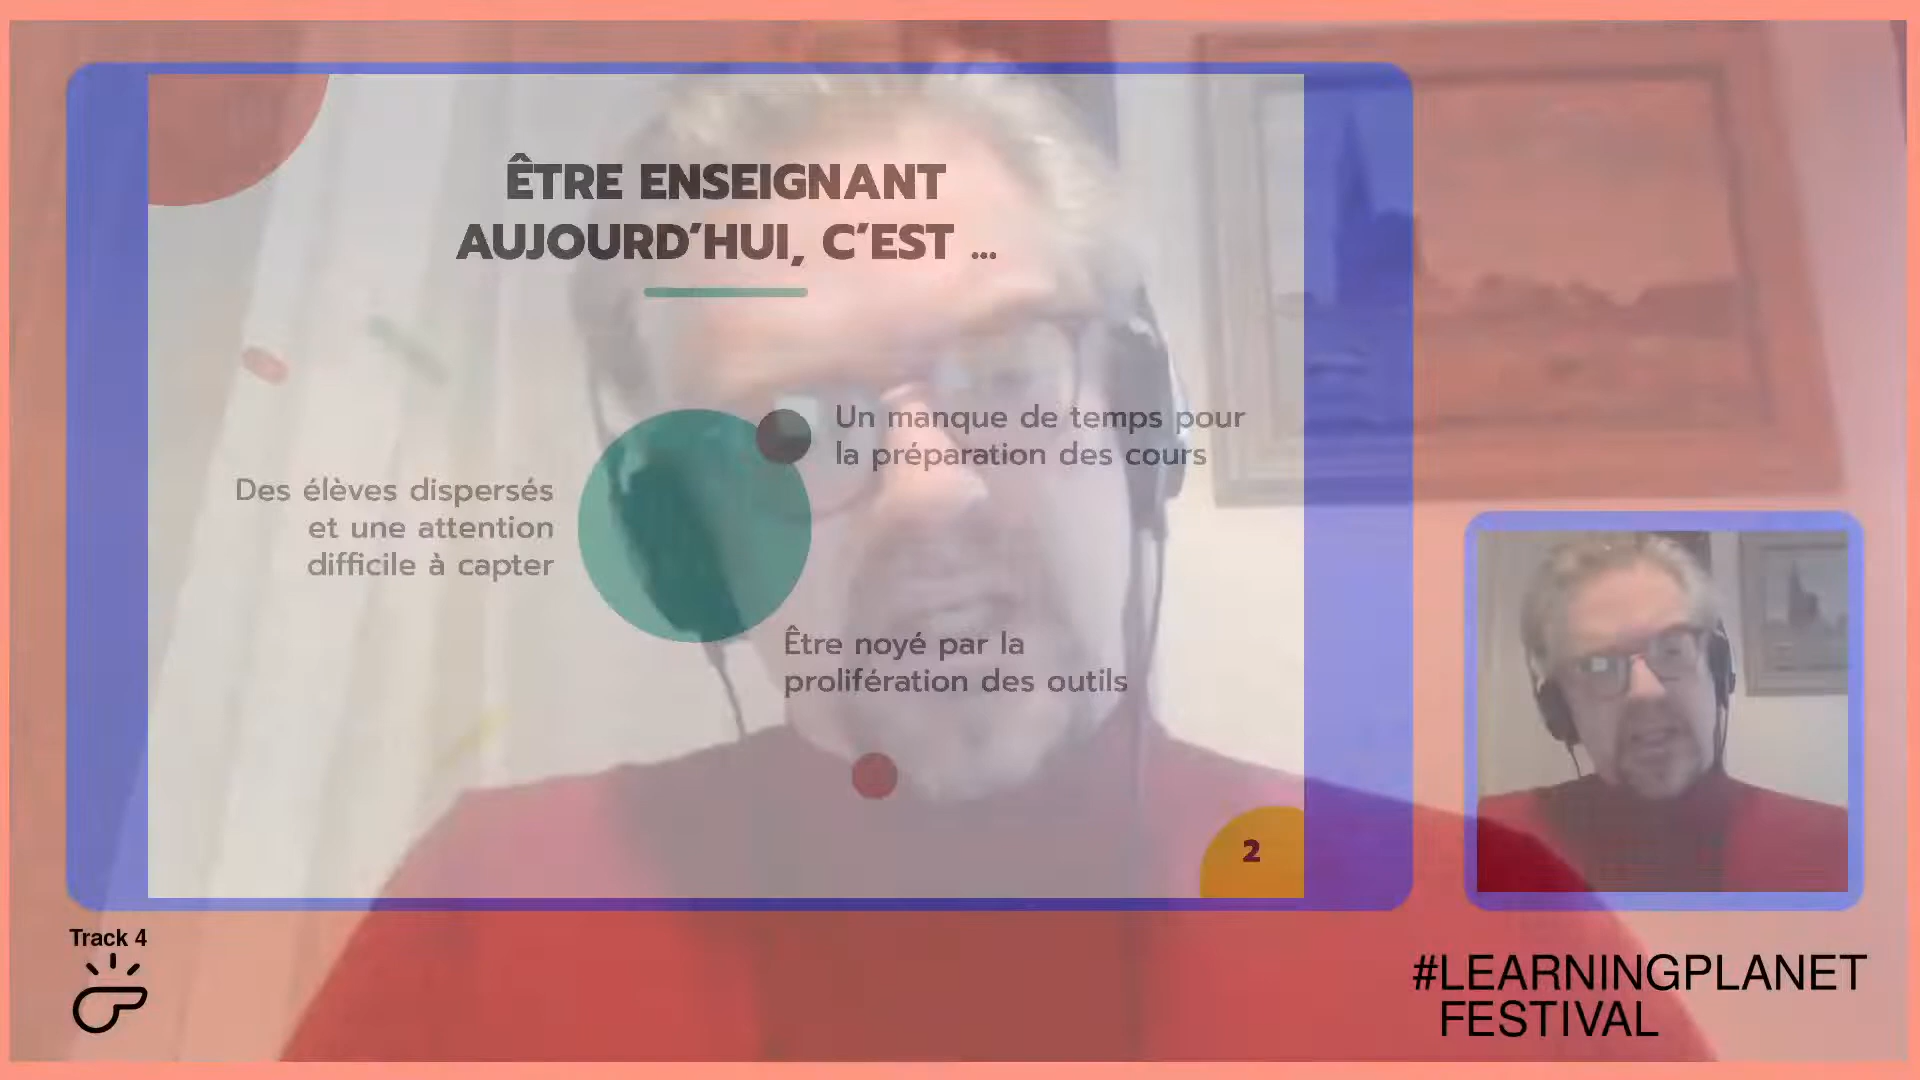 ÊTRE ENSEIGNANT
AUJOURD'HUI, C'EST ...
Un manque de temps pour
la préparation des cours
Des élèves dispersés
et une attention
difficile à capter
Être noyé par la
prolifération des outils
2
Track 4
#LEARNINGPLANET
FESTIVAL